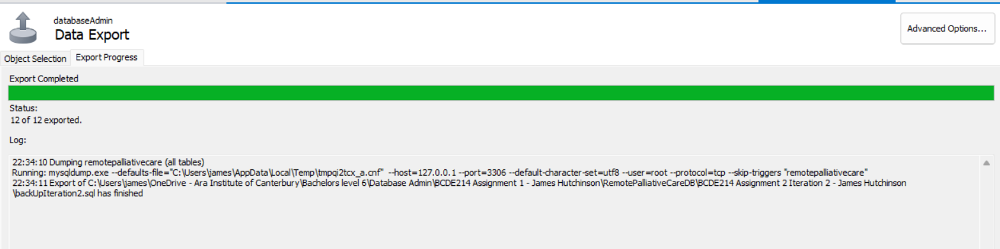 databaseAdmin
Data Export
Advanced Options...
Object Selection
Export Progress
Export Completed
Status:
12 of 12 exported.
Log:
22:34:10 Dumping remotepalliativecare (all tables)
Running: mysqldump.exe --defaults-file="C:\Users\james\AppData\Local\Temp\tmpqi2tcx_a.cnf"  --host=127.0.0.1 --port=3306 --default-character-set=utf8 --user=root --protocol=tcp --skip-triggers "remotepalliativecare"
22:34:11 Export of C:\Users\james\OneDrive - Ara Institute of Canterbury\Bachelors level 6\Database Admin\BCDE214 Assignment 1 - James Hutchinson\RemotePalliativeCareDB\BCDE214 Assignment 2 Iteration 2 - James Hutchinson
\backUpIteration2.sql has finished